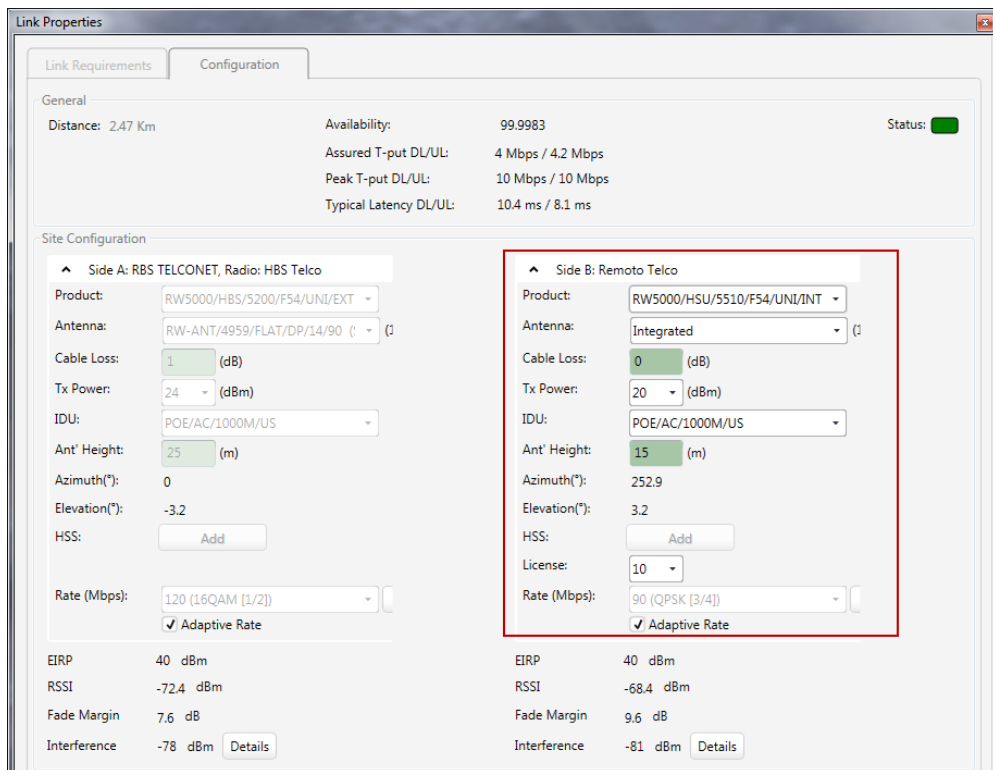 Link Properties
Link Requirements Configuration
General
Distance: 2.47 Km Availability: 99.9983 Status:
Assured T-put DL/UL: 4 Mbps / 4.2 Mbps
Peak T-put DL/UL: 10 Mbps / 10 Mbps
Typical Latency DL/UL: 10.4 ms / 8.1 ms
Site Configuration
Side A: RBS TELCONET, Radio: HBS Telco
Product: RW5000/HBS/5200/F54/UNI/EXT
Antenna: RW-ANT/4959/FLAT/DP/14/90
Cable Loss: 1 (dB)
Tx Power: 24 (dBm)
IDU: POE/AC/1000M/US
Ant' Height: 25 (m)
Azimuth(°): 0
Elevation(°): -3.2
HSS: Add
Rate (Mbps): 120 (16QAM [1/2])
Adaptive Rate
EIRP 40 dBm
RSSI -72.4 dBm
Fade Margin 7.6 dB
Interference -78 dBm Details
Side B: Remoto Telco
Product: RW5000/HSU/5510/F54/UNI/INT
Antenna: Integrated
Cable Loss: 0 (dB)
Tx Power: 20 (dBm)
IDU: POE/AC/1000M/US
Ant' Height: 15 (m)
Azimuth(°): 252.9
Elevation(°): 3.2
HSS: Add
License: 10
Rate (Mbps): 90 (QPSK [3/4])
Adaptive Rate
EIRP 40 dBm
RSSI -68.4 dBm
Fade Margin 9.6 dB
Interference -81 dBm Details